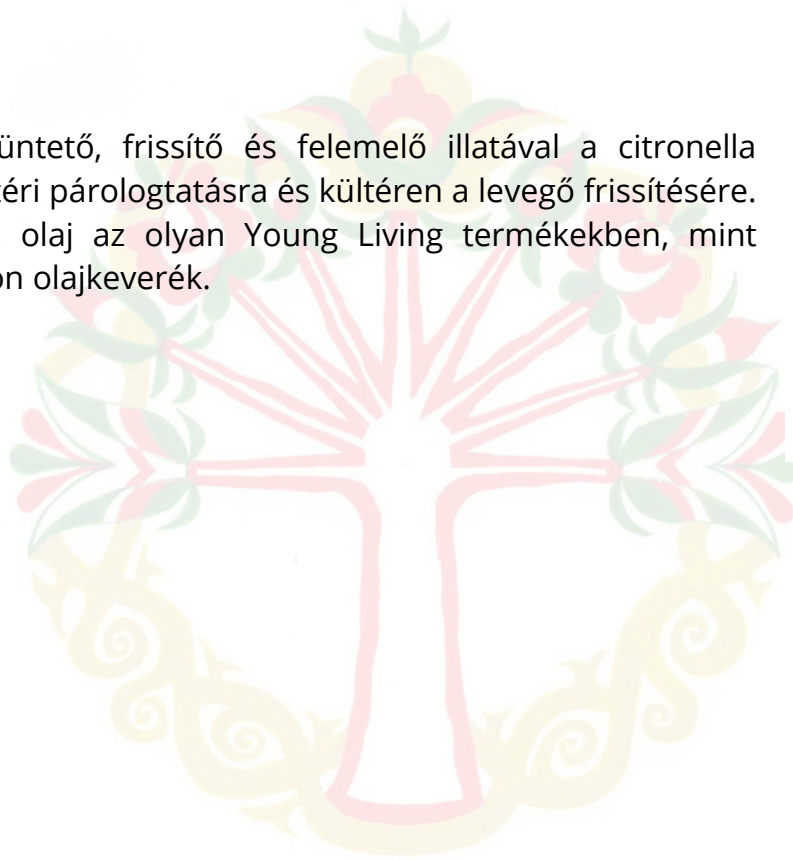 üntető, frissítő és felemelő illatával a citronella
téri párologtatásra és kültéren a levegő frissítésére.
olaj az olyan Young Living termékekben, mint
on olajkeverék.